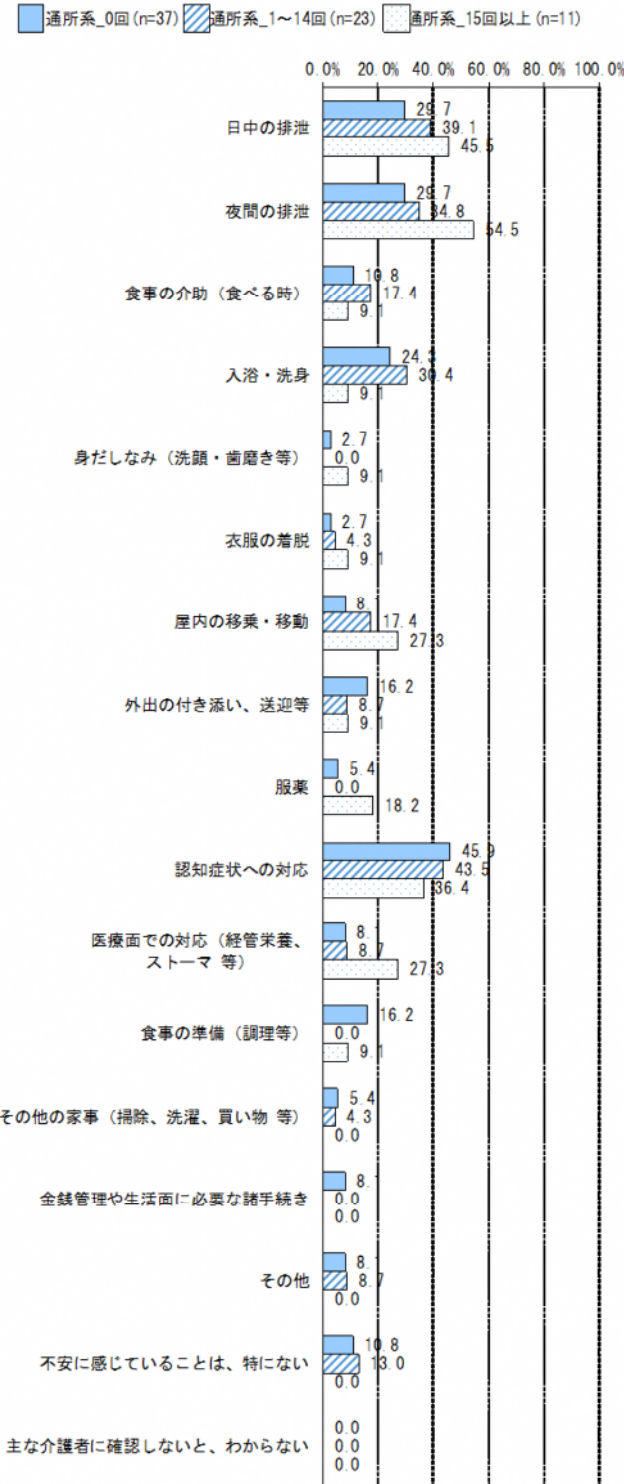 通所系_0回(n=37) 通所系_1～14回(n=23) 通所系_15回以上(n=11)
0.0% 20.0% 40.0% 60.0% 80.0% 100.0%
日中の排泄
29.7
39.1
45.5
夜間の排泄
29.7
34.8
54.5
食事の介助（食べる時）
10.8
17.4
9.1
入浴・洗身
24.3
30.4
9.1
身だしなみ（洗顔・歯磨き等）
2.7
0.0
9.1
衣服の着脱
2.7
4.3
9.1
屋内の移乗・移動
8.1
17.4
27.3
外出の付き添い、送迎等
16.2
8.7
9.1
服薬
5.4
0.0
18.2
認知症状への対応
45.9
43.5
36.4
医療面での対応（経管栄養、
ストーマ 等）
8.1
8.7
27.3
食事の準備（調理等）
16.2
0.0
9.1
その他の家事（掃除、洗濯、買い物 等）
5.4
4.3
0.0
金銭管理や生活面に必要な諸手続き
8.1
0.0
0.0
その他
8.1
8.7
0.0
不安に感じていることは、特にない
10.8
13.0
0.0
主な介護者に確認しないと、わからない
0.0
0.0
0.0